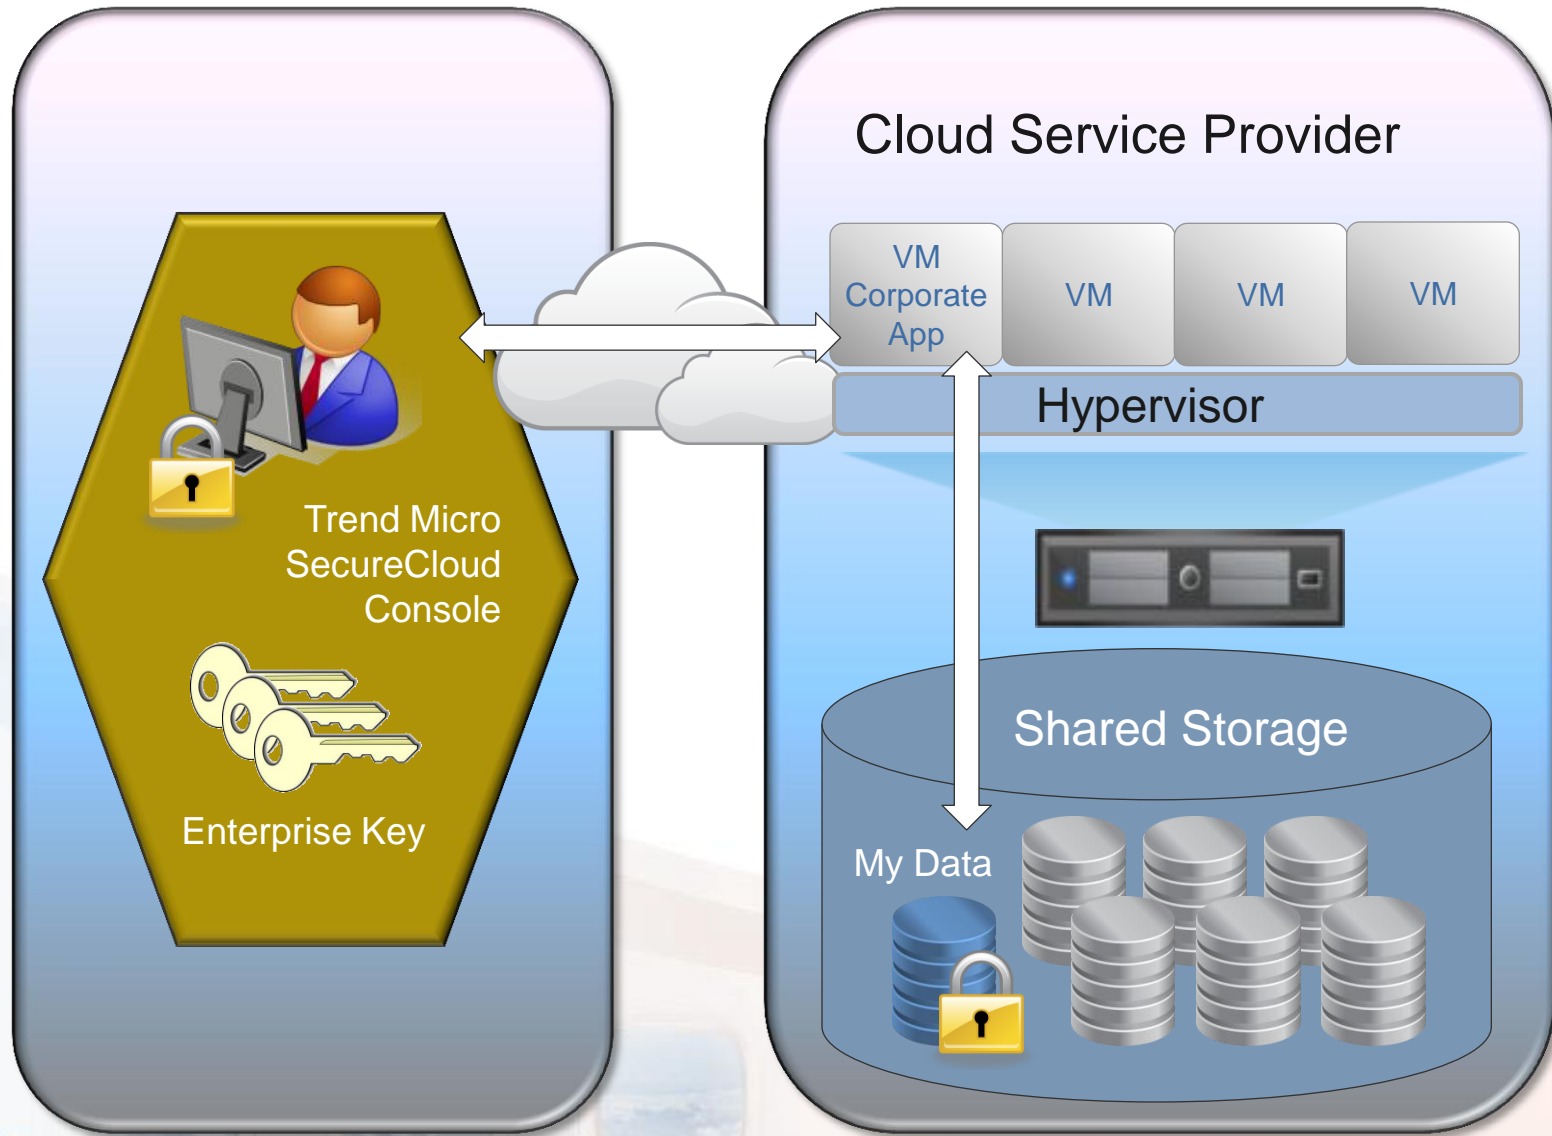 Cloud Service Provider
VM
Corporate
App
VM
VM
VM
Hypervisor
Trend Micro
SecureCloud
Console
Enterprise Key
Shared Storage
My Data